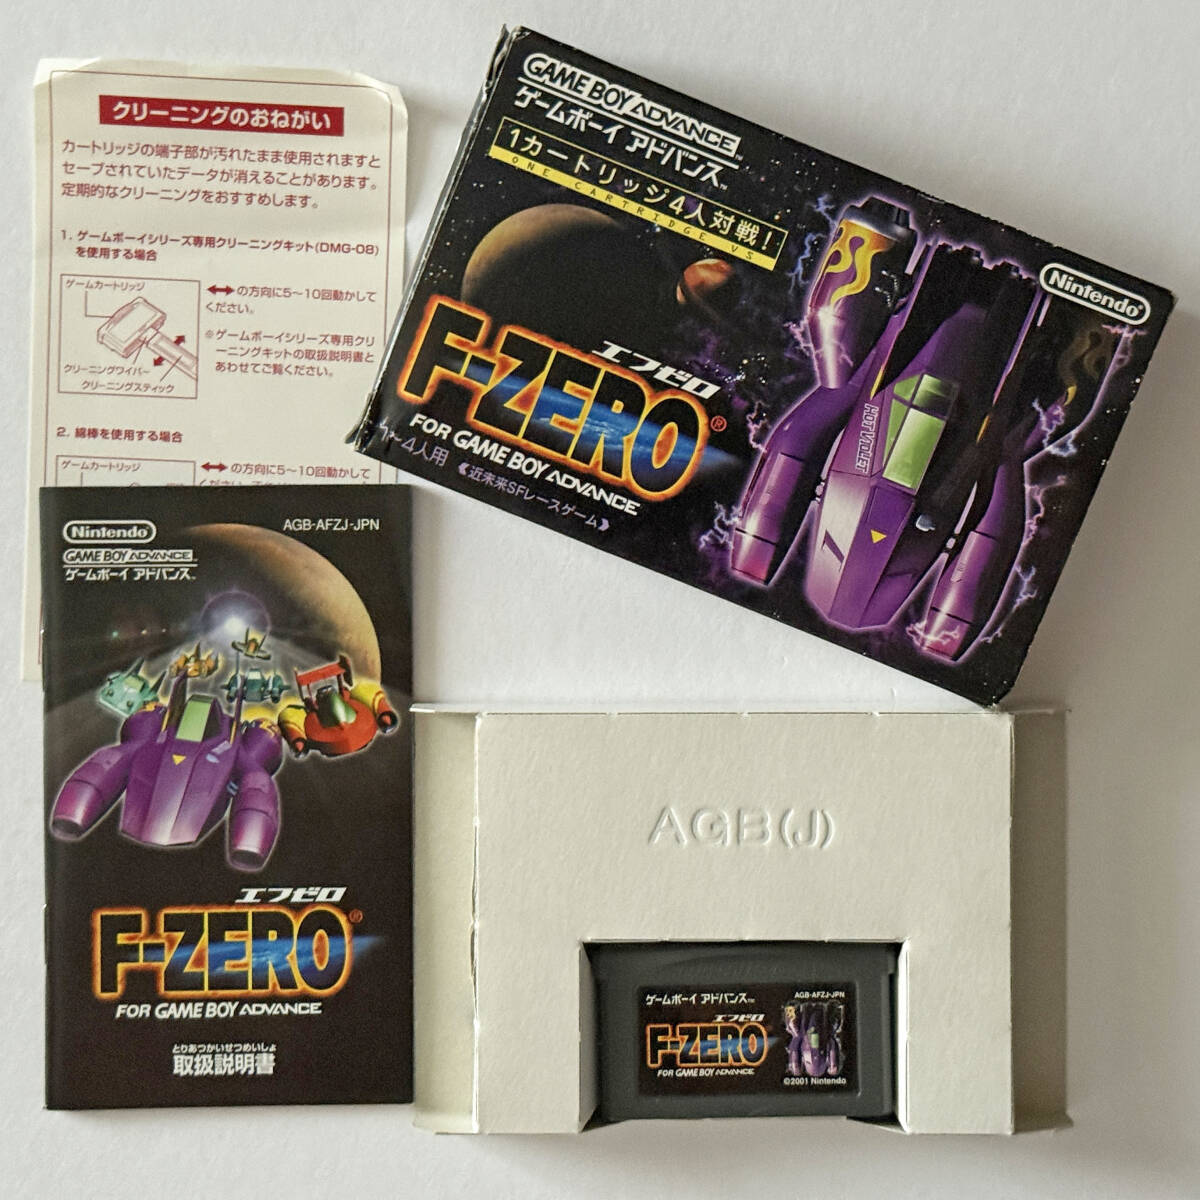 クリーニングのおねがい
カートリッジの端子部が汚れたまま使用されますと
セーブされていたデータが消えることがあります。
定期的なクリーニングをおすすめします。
1. ゲームボーイシリーズ専用クリーニングキット(DMG-08)
を使用する場合
ゲームカートリッジ
クリーニングワイパー
クリーニングスティック
の方向に5〜10回動かして
ください。
※ゲームボーイシリーズ専用クリ
ーニングキットの取扱説明書と
あわせてご覧ください。
2. 綿棒を使用する場合
ゲームカートリッジ
の方向に5〜10回動かして
GAME BOY ADVANCE™
ゲームボーイ アドバンス™
1カートリッジ4人対戦!
ONE CARTRIDGE VS
Nintendo®
エフゼロ
F-ZERO®
FOR GAME BOY ADVANCE
1〜4人用 《近未来SFレースゲーム》
HOT VIOLET
Nintendo®
AGB-AFZJ-JPN
GAME BOY ADVANCE™
ゲームボーイ アドバンス™
エフゼロ
F-ZERO®
FOR GAME BOY ADVANCE
とりあつかいせつめいしょ
取扱説明書
AGB(J)
ゲームボーイ アドバンス™
AGB-AFZJ-JPN
エフゼロ
F-ZERO
FOR GAME BOY ADVANCE
©2001 Nintendo